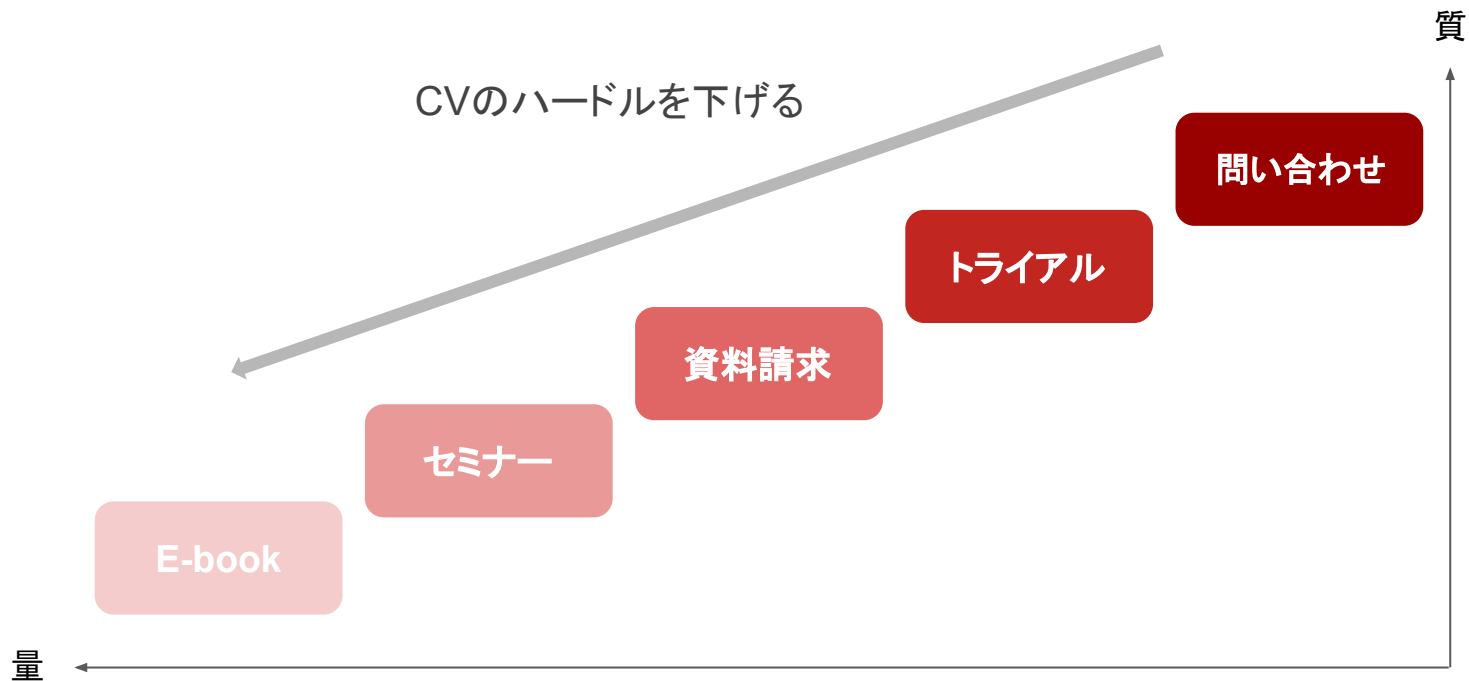 質
CVのハードルを下げる
問い合わせ
トライアル
資料請求
セミナー
E-book
量